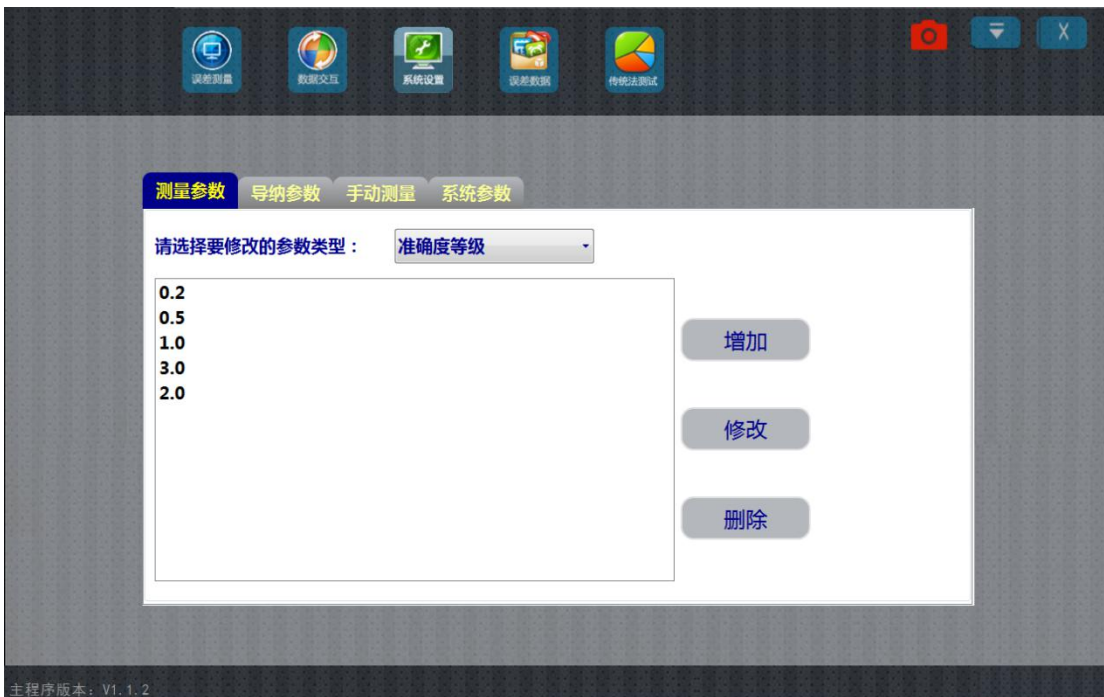 X
误差测量
数据交互
系统设置
误差数据
传统法测试
测量参数
导纳参数
手动测量
系统参数
请选择要修改的参数类型：
准确度等级
0.2
0.5
1.0
3.0
2.0
增加
修改
删除
主程序版本：V1.1.2